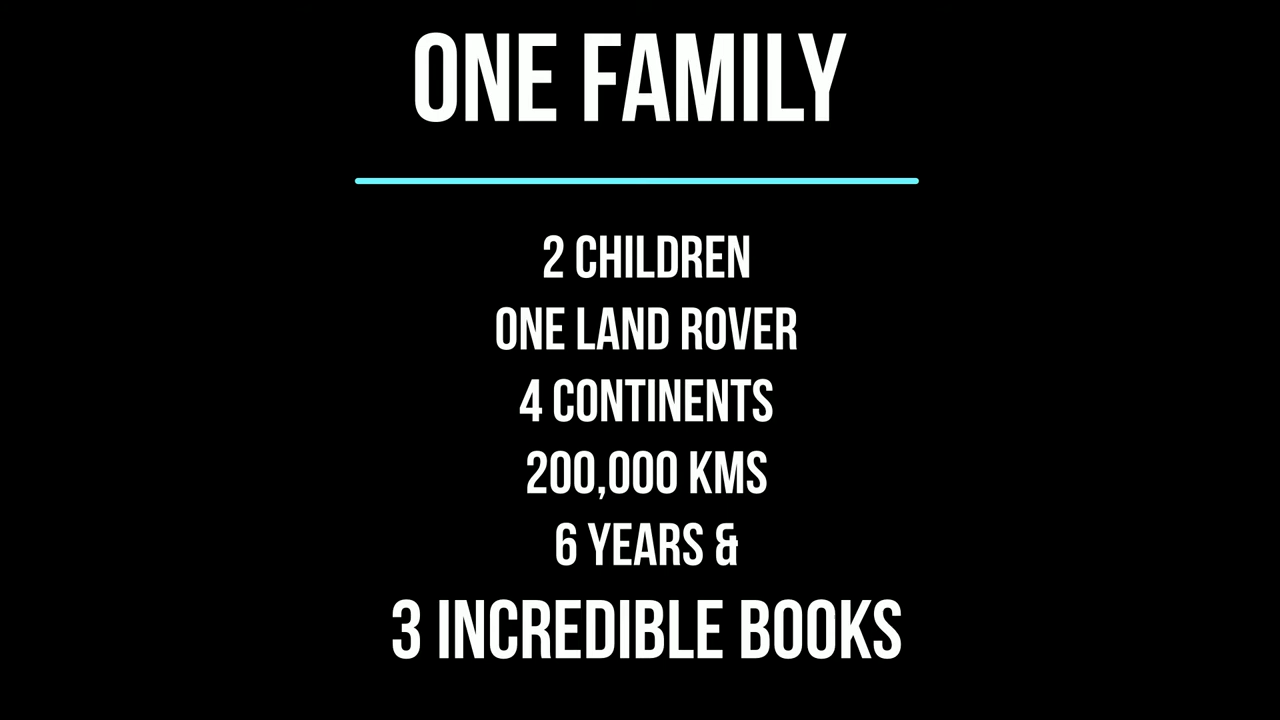 ONE FAMILY
2 CHILDREN
ONE LAND ROVER
4 CONTINENTS
200,000 KMS
6 YEARS &
3 INCREDIBLE BOOKS